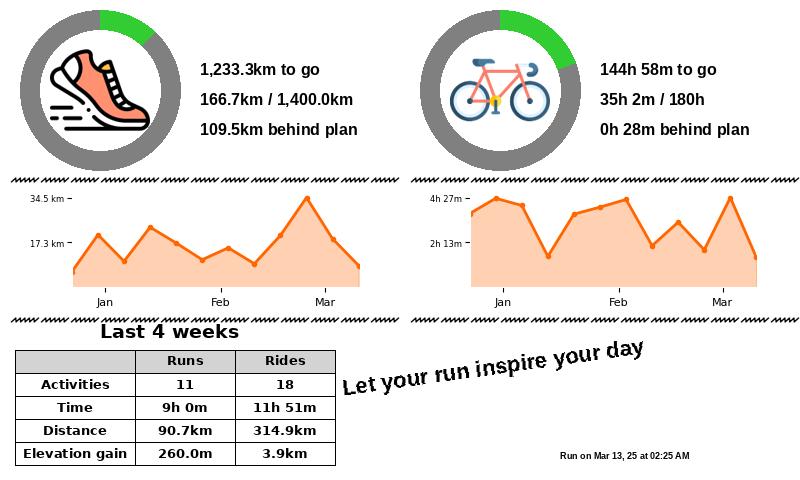 1,233.3km to go
166.7km / 1,400.0km
109.5km behind plan
144h 58m to go
35h 2m / 180h
0h 28m behind plan
34.5 km
17.3 km
Jan Feb Mar
4h 27m
2h 13m
Jan Feb Mar
Last 4 weeks
Runs Rides
Activities 11 18
Time 9h 0m 11h 51m
Distance 90.7km 314.9km
Elevation gain 260.0m 3.9km
Let your run inspire your day
Run on Mar 13, 25 at 02:25 AM